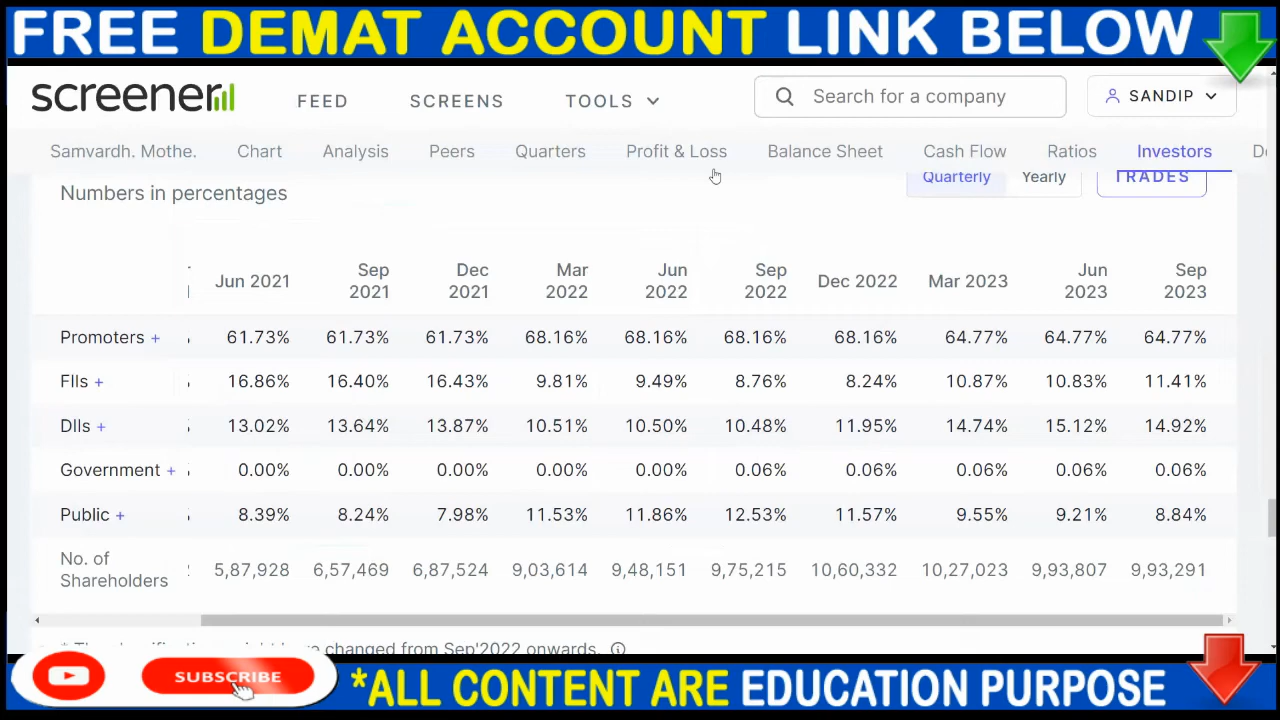 FREE DEMAT ACCOUNT LINK BELOW
screener FEED SCREENS TOOLS Search for a company SANDIP
Samvardh. Mothe. Chart Analysis Peers Quarters Profit & Loss Balance Sheet Cash Flow Ratios Investors
Numbers in percentages Quarterly Yearly TRADES
Jun 2021 Sep 2021 Dec 2021 Mar 2022 Jun 2022 Sep 2022 Dec 2022 Mar 2023 Jun 2023 Sep 2023
Promoters + 61.73% 61.73% 61.73% 68.16% 68.16% 68.16% 68.16% 64.77% 64.77% 64.77%
FIIs + 16.86% 16.40% 16.43% 9.81% 9.49% 8.76% 8.24% 10.87% 10.83% 11.41%
DIIs + 13.02% 13.64% 13.87% 10.51% 10.50% 10.48% 11.95% 14.74% 15.12% 14.92%
Government + 0.00% 0.00% 0.00% 0.00% 0.00% 0.06% 0.06% 0.06% 0.06% 0.06%
Public + 8.39% 8.24% 7.98% 11.53% 11.86% 12.53% 11.57% 9.55% 9.21% 8.84%
No. of Shareholders 5,87,928 6,57,469 6,87,524 9,03,614 9,48,151 9,75,215 10,60,332 10,27,023 9,93,807 9,93,291
changed from Sep'2022 onwards.
SUBSCRIBE
*ALL CONTENT ARE EDUCATION PURPOSE